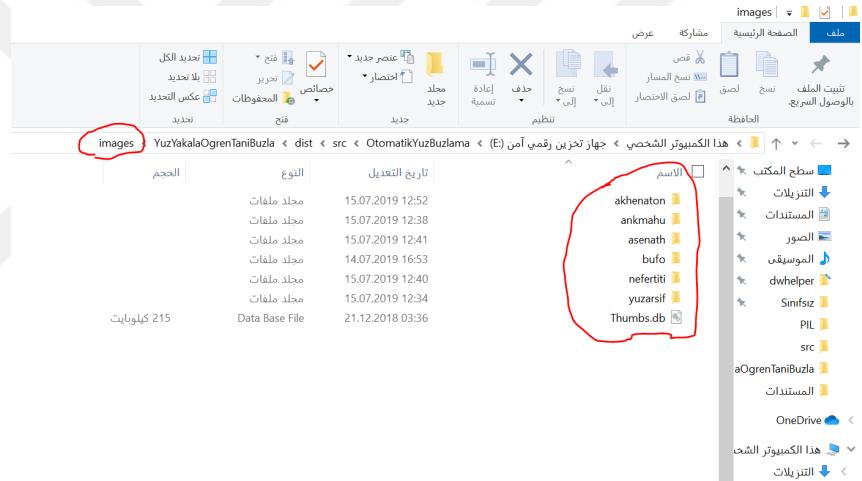 images
ملف
الصفحة الرئيسية
مشاركة
عرض
تثبيت الملف
بالوصول السريع.
نسخ
لصق
قص
نسخ المسار
لصق الاختصار
الحافظة
نقل
إلى
نسخ
إلى
حذف
إعادة
تسمية
تنظيم
مجلد
جديد
عنصر جديد
اختصار
جديد
خصائص
فتح
تحرير
المحفوظات
فتح
تحديد الكل
بلا تحديد
عكس التحديد
تحديد
هذا الكمبيوتر الشخصي › جهاز تخزين رقمي آمن (E:) › OtomatikYuzBuzlama › src › dist › YuzYakalaOgrenTaniBuzla › images
الاسم تاريخ التعديل النوع الحجم
akhenaton 15.07.2019 12:52 مجلد ملفات
ankmahu 15.07.2019 12:38 مجلد ملفات
asenath 15.07.2019 12:41 مجلد ملفات
bufo 14.07.2019 16:53 مجلد ملفات
nefertiti 15.07.2019 12:40 مجلد ملفات
yuzarsif 15.07.2019 12:34 مجلد ملفات
Thumbs.db 21.12.2018 03:36 Data Base File 215 كيلوبايت
سطح المكتب
التنزيلات
المستندات
الصور
الموسيقى
dwhelper
Sınıfsız
PIL
src
aOgrenTaniBuzla
المستندات
OneDrive
هذا الكمبيوتر الشخ
التنزيلات